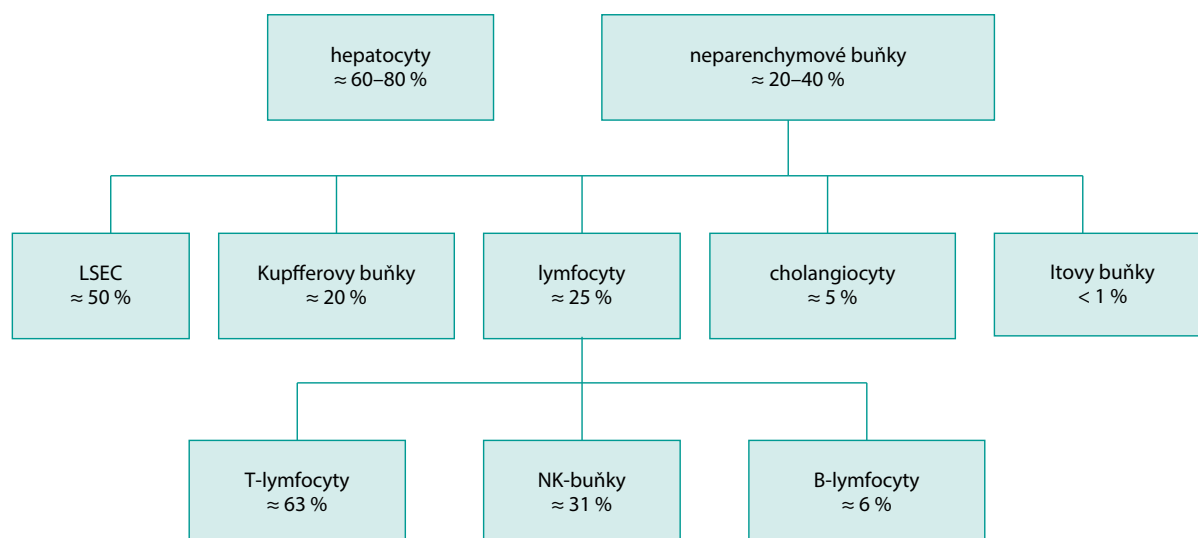 hepatocyty
≈ 60–80 %
neparenchymové buňky
≈ 20–40 %
LSEC
≈ 50 %
Kupfferovy buňky
≈ 20 %
lymfocyty
≈ 25 %
cholangiocyty
≈ 5 %
Itovy buňky
< 1 %
T-lymfocyty
≈ 63 %
NK-buňky
≈ 31 %
B-lymfocyty
≈ 6 %